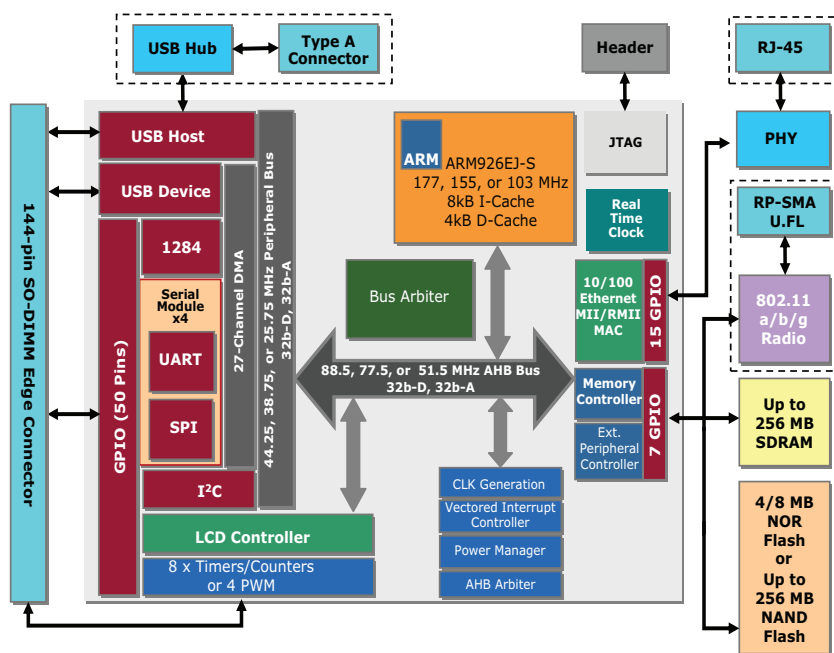 USB Hub
Type A
Connector
Header
RJ-45
144-pin SO-DIMM Edge Connector
USB Host
USB Device
GPIO (50 Pins)
1284
Serial
Module
x4
UART
SPI
I²C
27-Channel DMA
44.25, 38.75, or 25.75 MHz Peripheral Bus
32b-D, 32b-A
LCD Controller
8 x Timers/Counters
or 4 PWM
ARM
ARM926EJ-S
177, 155, or 103 MHz
8kB I-Cache
4kB D-Cache
JTAG
Real
Time
Clock
Bus Arbiter
10/100
Ethernet
MII/RMII
MAC
15 GPIO
88.5, 77.5, or 51.5 MHz AHB Bus
32b-D, 32b-A
Memory
Controller
Ext.
Peripheral
Controller
7 GPIO
CLK Generation
Vectored Interrupt
Controller
Power Manager
AHB Arbiter
PHY
RP-SMA
U.FL
802.11
a/b/g
Radio
Up to
256 MB
SDRAM
4/8 MB
NOR
Flash
or
Up to
256 MB
NAND
Flash